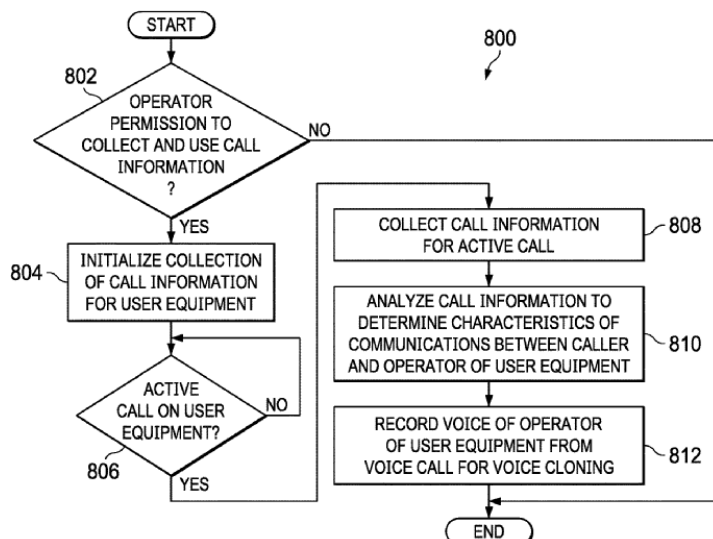 START
800
802
OPERATOR
PERMISSION TO
COLLECT AND USE CALL
INFORMATION
?
NO
YES
804
INITIALIZE COLLECTION
OF CALL INFORMATION
FOR USER EQUIPMENT
ACTIVE
CALL ON USER
EQUIPMENT?
NO
806
YES
COLLECT CALL INFORMATION
FOR ACTIVE CALL
808
ANALYZE CALL INFORMATION TO
DETERMINE CHARACTERISTICS OF
COMMUNICATIONS BETWEEN CALLER
AND OPERATOR OF USER EQUIPMENT
810
RECORD VOICE OF OPERATOR
OF USER EQUIPMENT FROM
VOICE CALL FOR VOICE CLONING
812
END